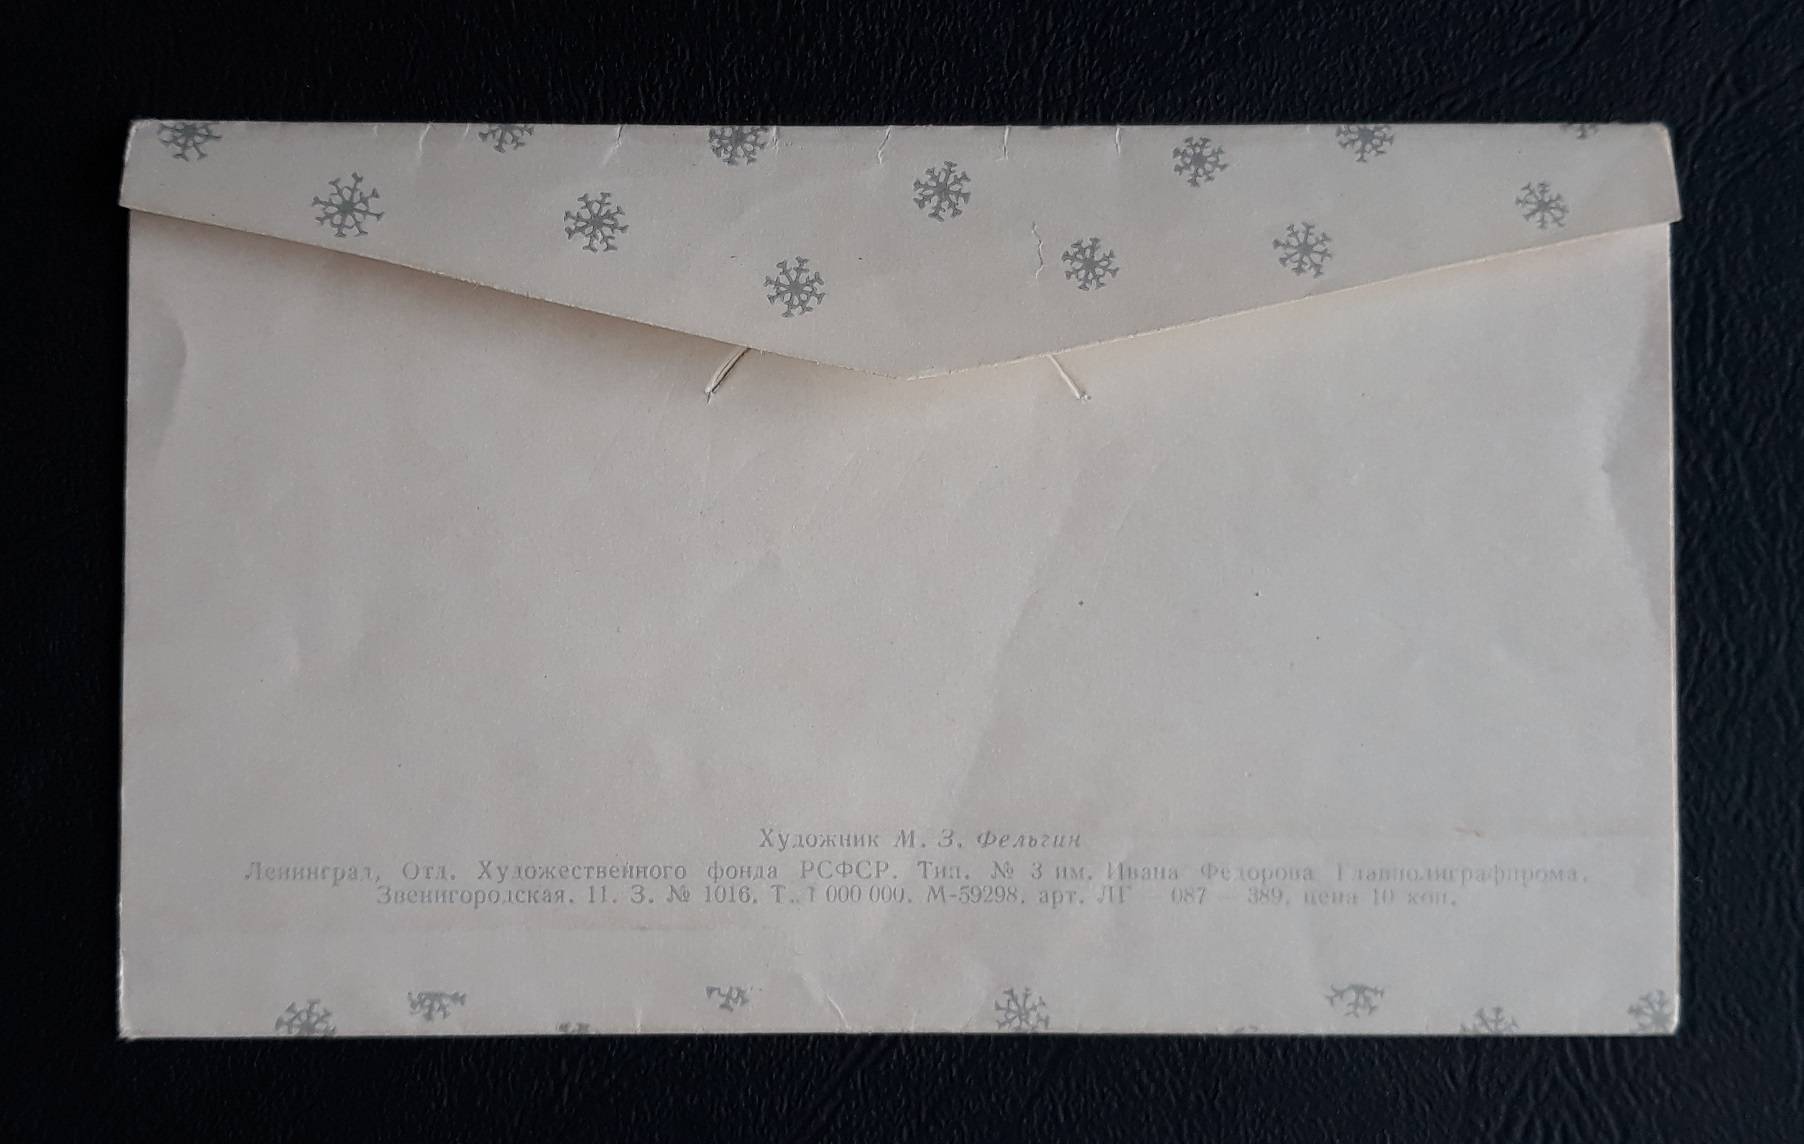 Художник М. З. Фельгин
Ленинград, Отд. Художественного фонда РСФСР. Тип. № 3 им. Ивана Федорова Главполиграфпрома.
Звенигородская, 11. З. № 1016. Т. 1 000 000. М-59298. арт. ЛГ — 087 — 389. цена 10 коп.